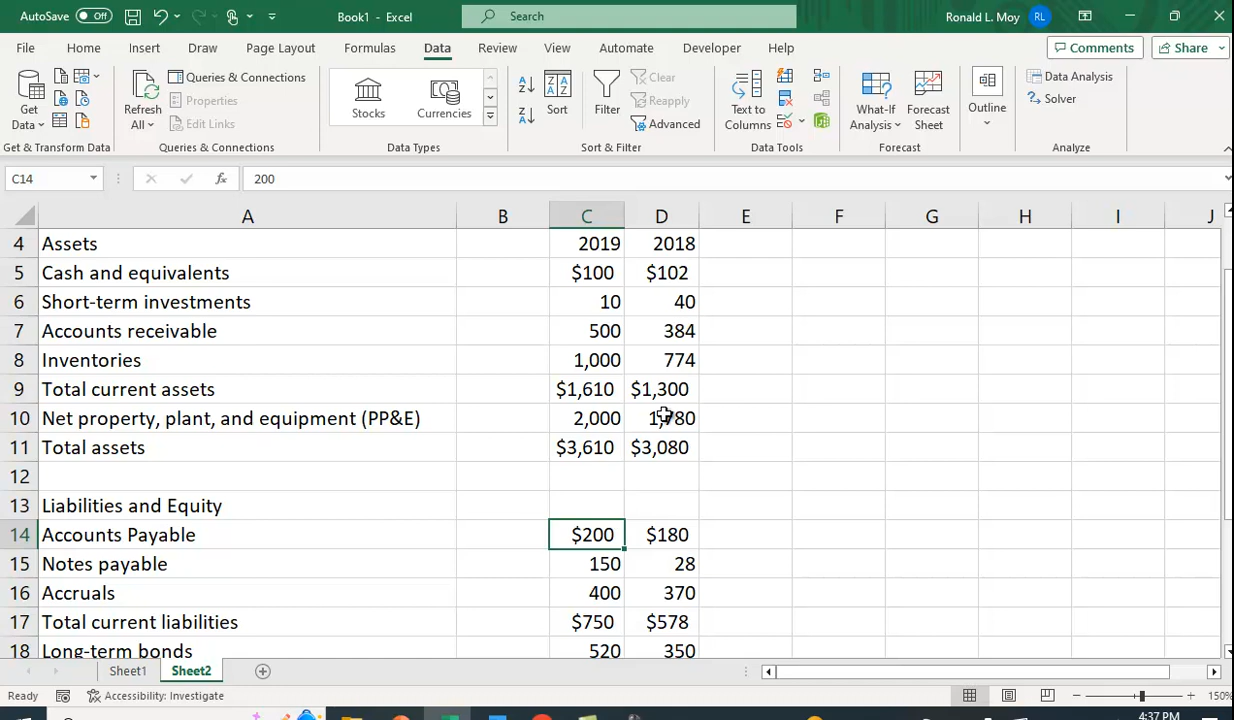 AutoSave Off Book1 - Excel Search Ronald L. Moy RL
File Home Insert Draw Page Layout Formulas Data Review View Automate Developer Help Comments Share
Get Data Refresh All Queries & Connections Properties Edit Links Stocks Currencies Sort Filter Clear Reapply Advanced Text to Columns What-If Analysis Forecast Sheet Outline Data Analysis Solver
Get & Transform Data Queries & Connections Data Types Sort & Filter Data Tools Forecast Analyze
C14 fx 200
A B C D E F G H I J
4 Assets 2019 2018
5 Cash and equivalents $100 $102
6 Short-term investments 10 40
7 Accounts receivable 500 384
8 Inventories 1,000 774
9 Total current assets $1,610 $1,300
10 Net property, plant, and equipment (PP&E) 2,000 1,780
11 Total assets $3,610 $3,080
12
13 Liabilities and Equity
14 Accounts Payable $200 $180
15 Notes payable 150 28
16 Accruals 400 370
17 Total current liabilities $750 $578
18 Long-term bonds 520 350
Sheet1 Sheet2
Ready Accessibility: Investigate 150%
4:37 PM